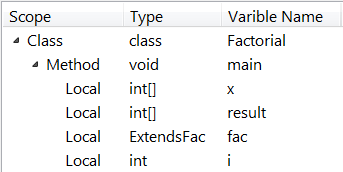 Scope Type Varible Name
Class class Factorial
Method void main
Local int[] x
Local int[] result
Local ExtendsFac fac
Local int i